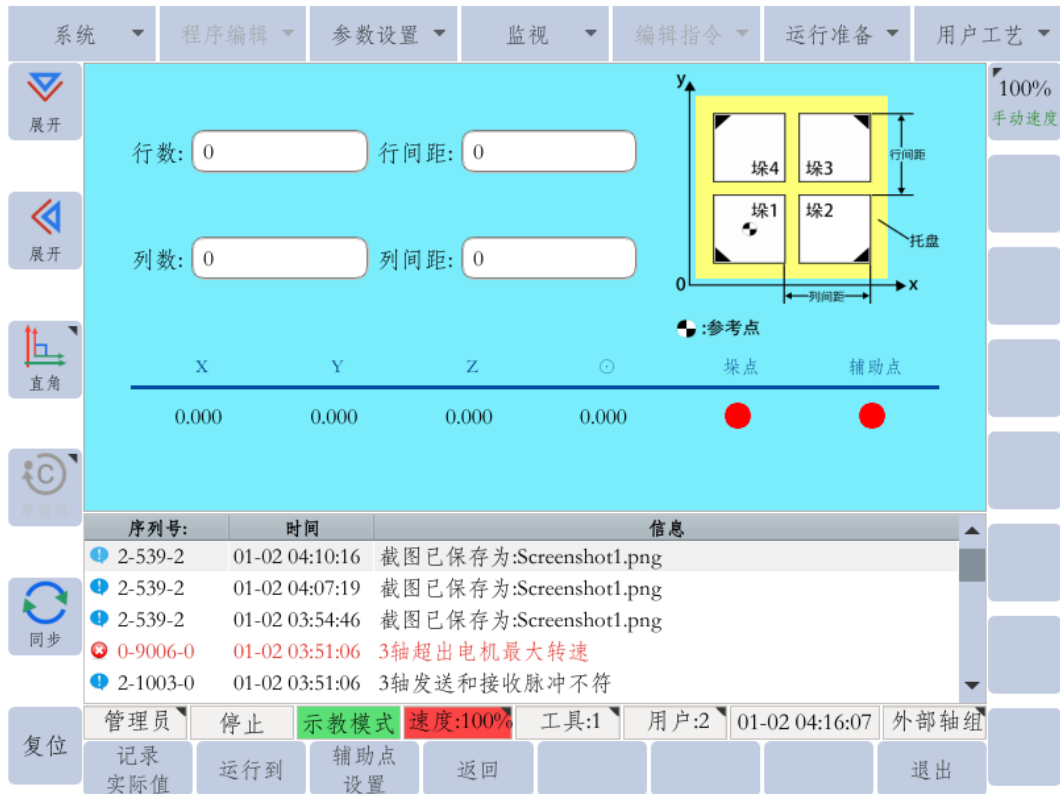 系统 程序编辑 参数设置 监视 编辑指令 运行准备 用户工艺
展开
100%
手动速度
展开
直角
C
单循环
同步
复位
行数: 0 行间距: 0
列数: 0 列间距: 0
y
垛4 垛3
行间距
垛1 垛2
托盘
0 x
列间距
:参考点
X Y Z ⊙ 垛点 辅助点
0.000 0.000 0.000 0.000
序列号: 时间 信息
2-539-2 01-02 04:10:16 截图已保存为:Screenshot1.png
2-539-2 01-02 04:07:19 截图已保存为:Screenshot1.png
2-539-2 01-02 03:54:46 截图已保存为:Screenshot1.png
0-9006-0 01-02 03:51:06 3轴超出电机最大转速
2-1003-0 01-02 03:51:06 3轴发送和接收脉冲不符
管理员 停止 示教模式 速度:100% 工具:1 用户:2 01-02 04:16:07 外部轴组
记录
实际值
运行到
辅助点
设置
返回
退出